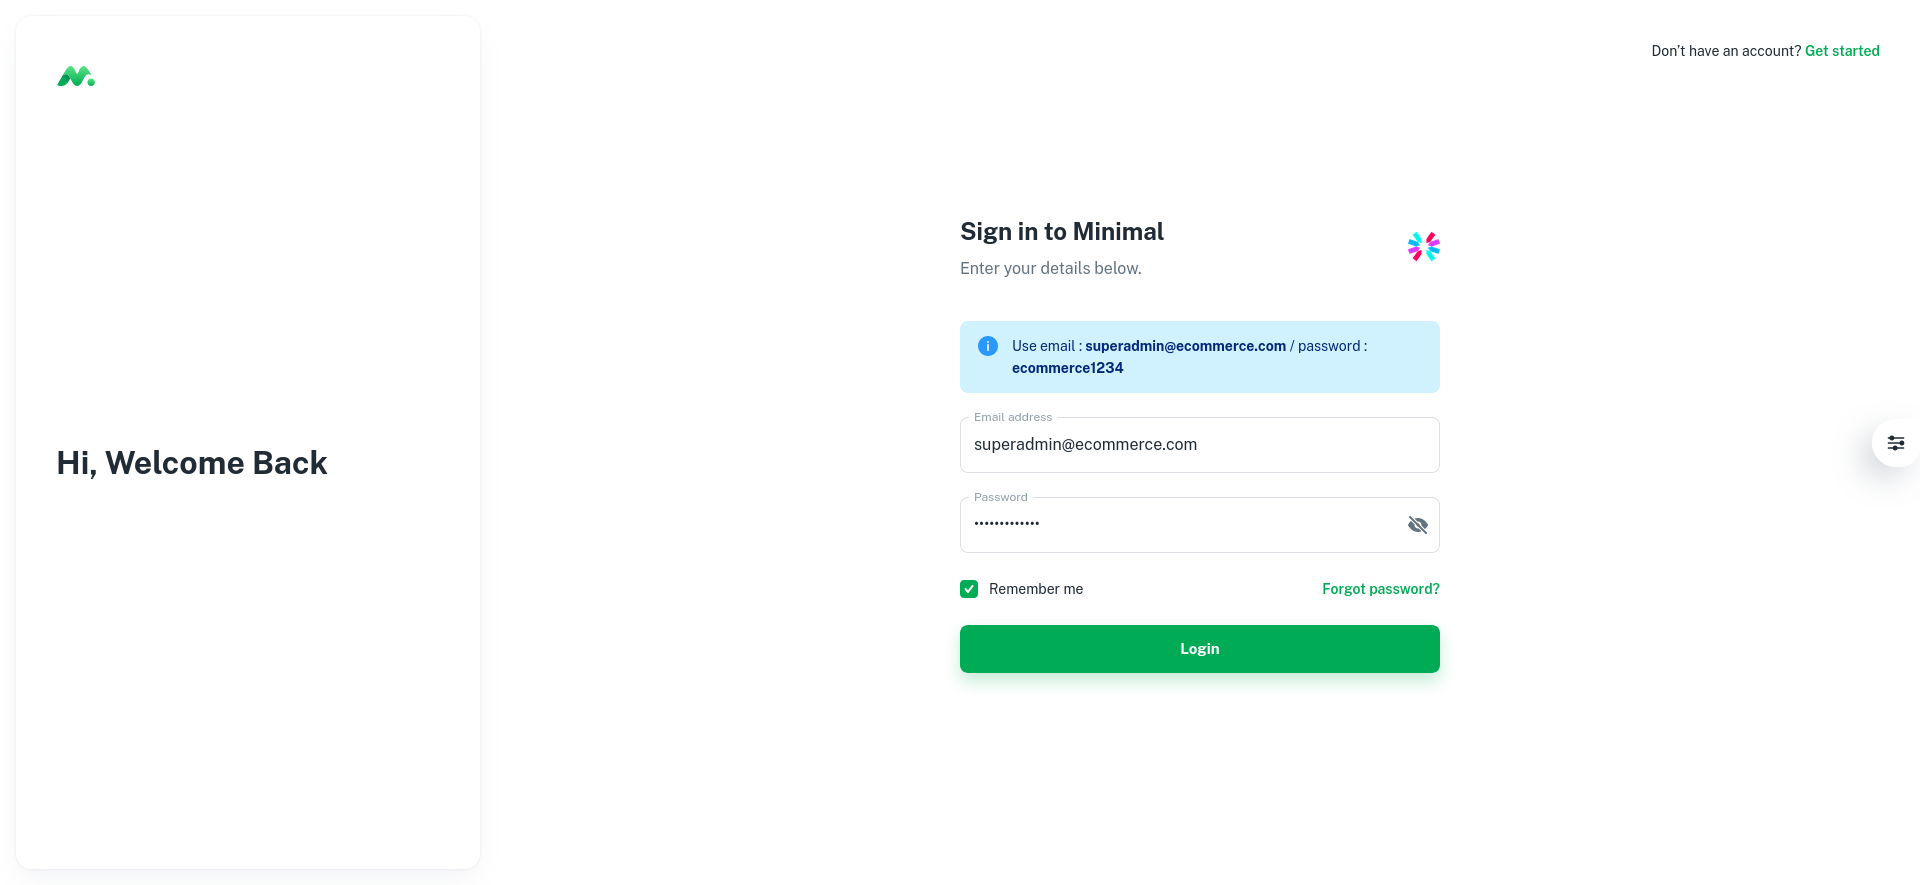 Don't have an account? Get started
Hi, Welcome Back
Sign in to Minimal
Enter your details below.
Use email : superadmin@ecommerce.com / password :
ecommerce1234
Email address
superadmin@ecommerce.com
Password
•••••••••••••
Remember me
Forgot password?
Login